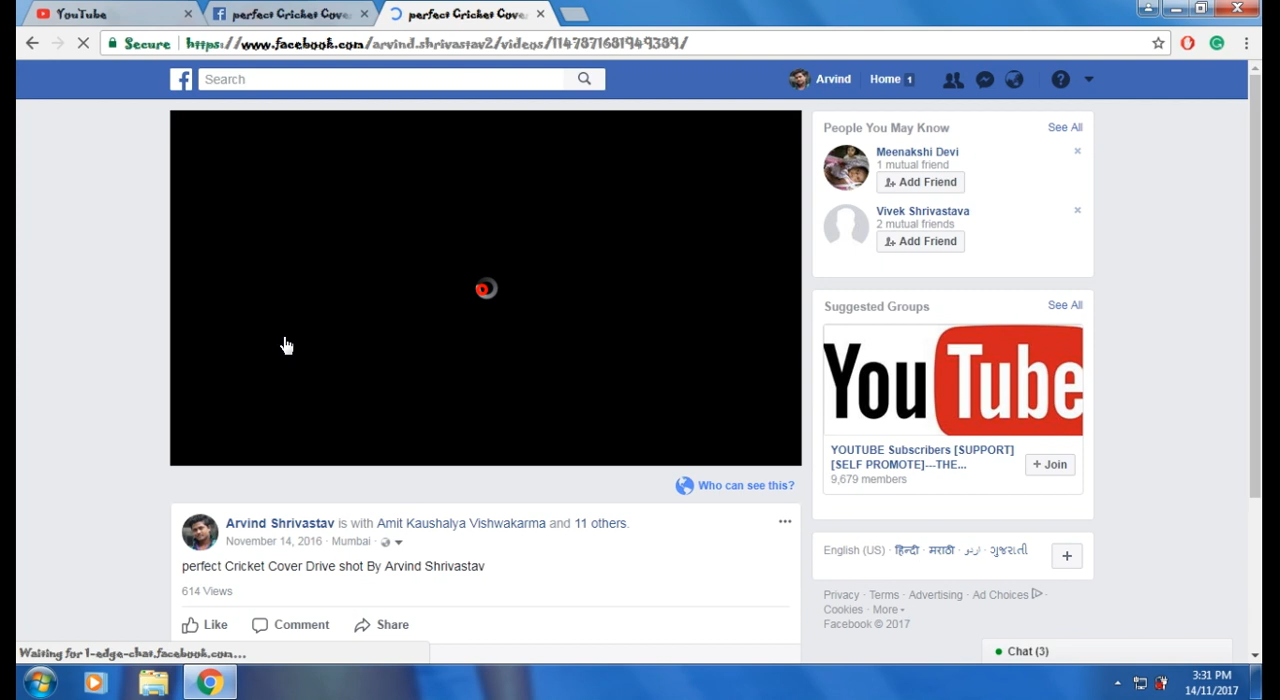 YouTube
perfect Cricket Cove
perfect Cricket Cove
Secure https://www.facebook.com/arvind.shrivastav2/videos/1147871681949389/
Search
Arvind Home 1
People You May Know See All
Meenakshi Devi
1 mutual friend
Add Friend
Vivek Shrivastava
2 mutual friends
Add Friend
Suggested Groups See All
YouTube
YOUTUBE Subscribers [SUPPORT]
[SELF PROMOTE]---THE...
+ Join
9,679 members
Who can see this?
Arvind Shrivastav is with Amit Kaushalya Vishwakarma and 11 others.
November 14, 2016 · Mumbai ·
perfect Cricket Cover Drive shot By Arvind Shrivastav
614 Views
Like Comment Share
English (US) · हिन्दी · मराठी · اردو · ગુજરાતી
Privacy · Terms · Advertising · Ad Choices ·
Cookies · More
Facebook © 2017
Chat (3)
Waiting for 1-edge-chat.facebook.com...
3:31 PM
14/11/2017